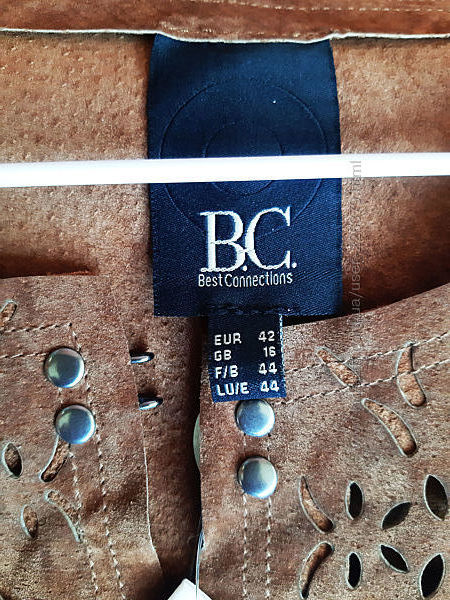 B.C.
Best Connections
EUR 42
GB 16
F/B 44
LU/E 44